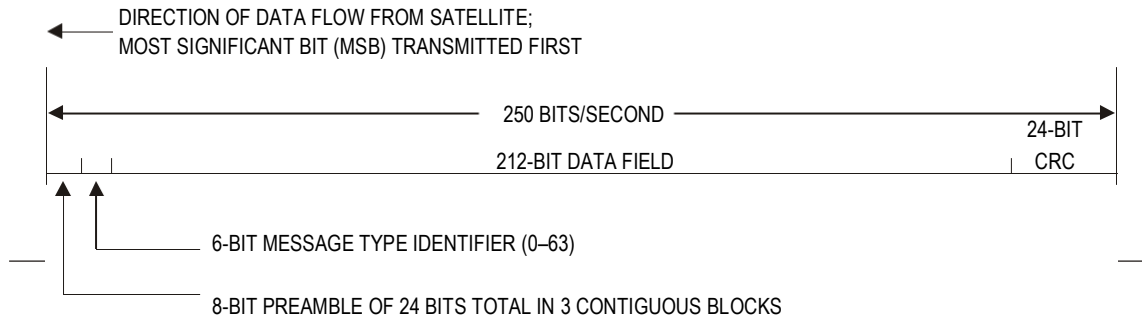 DIRECTION OF DATA FLOW FROM SATELLITE;
MOST SIGNIFICANT BIT (MSB) TRANSMITTED FIRST
250 BITS/SECOND
24-BIT
212-BIT DATA FIELD
CRC
6-BIT MESSAGE TYPE IDENTIFIER (0–63)
8-BIT PREAMBLE OF 24 BITS TOTAL IN 3 CONTIGUOUS BLOCKS